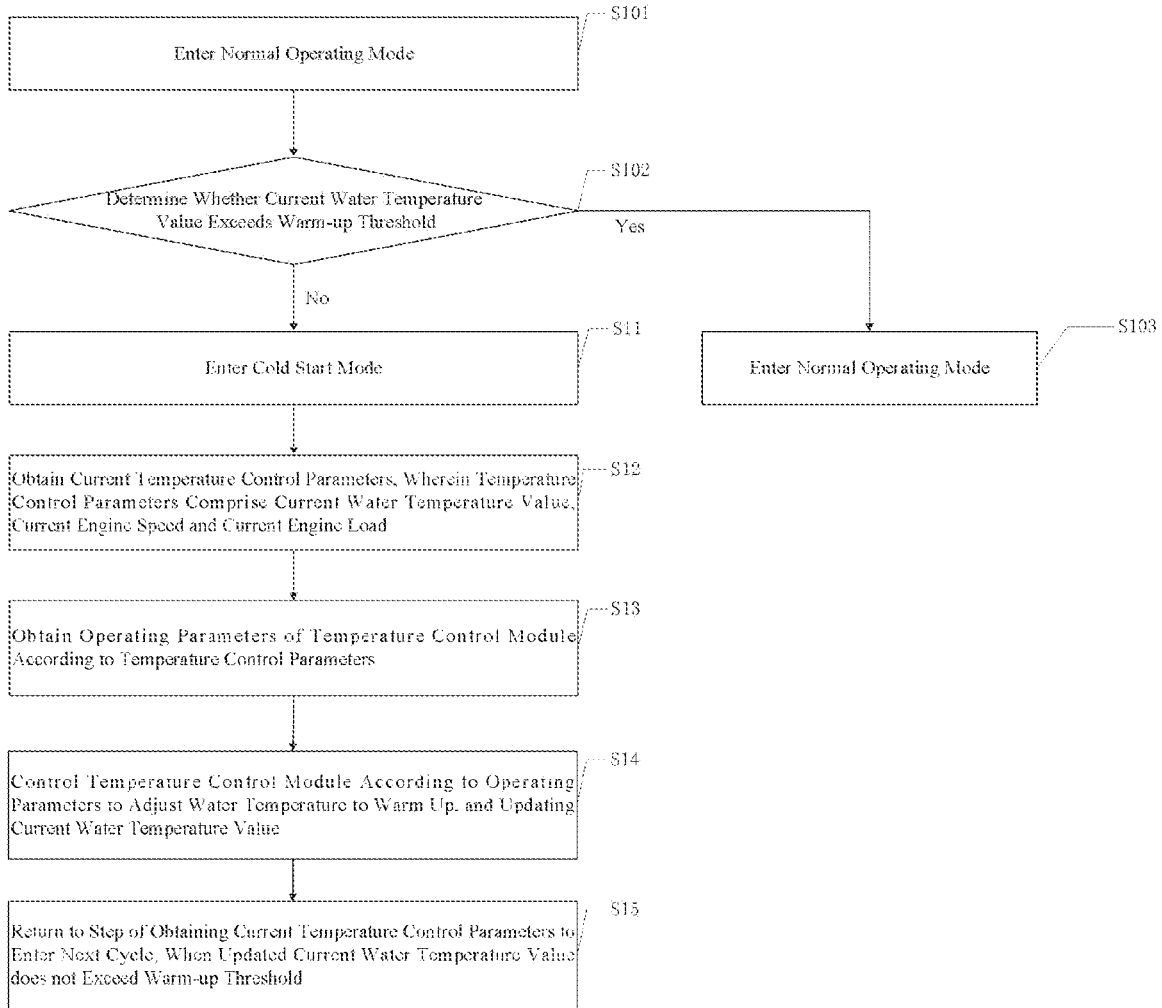 S101
Enter Normal Operating Mode
S102
Determine Whether Current Water Temperature
Value Exceeds Warm-up Threshold
Yes
No
S11
S103
Enter Cold Start Mode
Enter Normal Operating Mode
S12
Obtain Current Temperature Control Parameters, Wherein Temperature
Control Parameters Comprise Current Water Temperature Value,
Current Engine Speed and Current Engine Load
S13
Obtain Operating Parameters of Temperature Control Module
According to Temperature Control Parameters
S14
Control Temperature Control Module According to Operating
Parameters to Adjust Water Temperature to Warm Up, and Updating
Current Water Temperature Value
S15
Return to Step of Obtaining Current Temperature Control Parameters to
Enter Next Cycle, When Updated Current Water Temperature Value
does not Exceed Warm-up Threshold